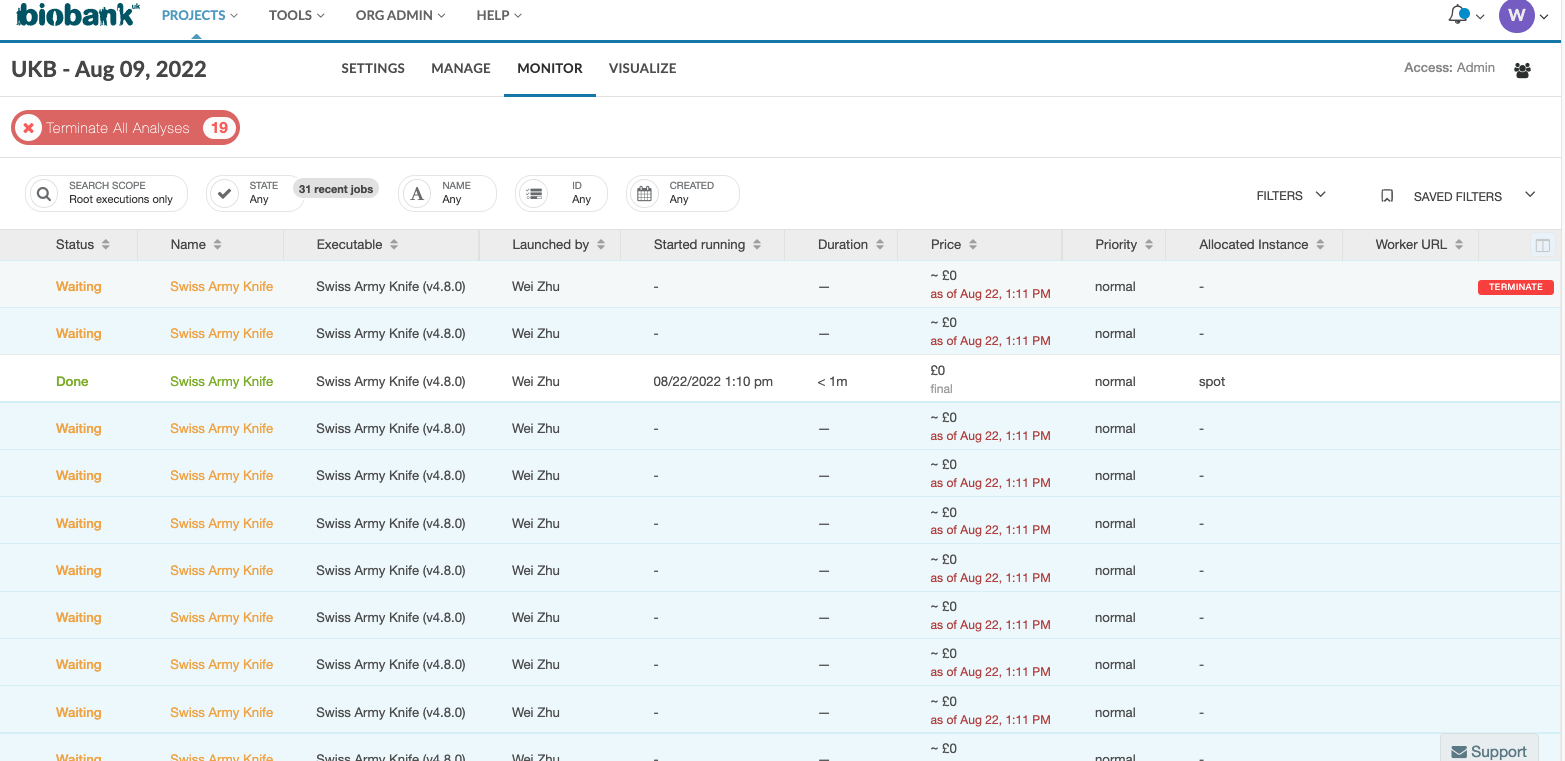 biobank uk PROJECTS TOOLS ORG ADMIN HELP W
UKB - Aug 09, 2022 SETTINGS MANAGE MONITOR VISUALIZE Access: Admin
Terminate All Analyses 19
SEARCH SCOPE STATE 31 recent jobs NAME ID CREATED
Root executions only Any Any Any Any FILTERS SAVED FILTERS
Status Name Executable Launched by Started running Duration Price Priority Allocated Instance Worker URL
Waiting Swiss Army Knife Swiss Army Knife (v4.8.0) Wei Zhu - — ~ £0 normal - TERMINATE
as of Aug 22, 1:11 PM
Waiting Swiss Army Knife Swiss Army Knife (v4.8.0) Wei Zhu - — ~ £0 normal -
as of Aug 22, 1:11 PM
Done Swiss Army Knife Swiss Army Knife (v4.8.0) Wei Zhu 08/22/2022 1:10 pm < 1m £0 normal spot
final
Waiting Swiss Army Knife Swiss Army Knife (v4.8.0) Wei Zhu - — ~ £0 normal -
as of Aug 22, 1:11 PM
Waiting Swiss Army Knife Swiss Army Knife (v4.8.0) Wei Zhu - — ~ £0 normal -
as of Aug 22, 1:11 PM
Waiting Swiss Army Knife Swiss Army Knife (v4.8.0) Wei Zhu - — ~ £0 normal -
as of Aug 22, 1:11 PM
Waiting Swiss Army Knife Swiss Army Knife (v4.8.0) Wei Zhu - — ~ £0 normal -
as of Aug 22, 1:11 PM
Waiting Swiss Army Knife Swiss Army Knife (v4.8.0) Wei Zhu - — ~ £0 normal -
as of Aug 22, 1:11 PM
Waiting Swiss Army Knife Swiss Army Knife (v4.8.0) Wei Zhu - — ~ £0 normal -
as of Aug 22, 1:11 PM
Waiting Swiss Army Knife Swiss Army Knife (v4.8.0) Wei Zhu - — ~ £0 normal -
as of Aug 22, 1:11 PM
Waiting Swiss Army Knife Swiss Army Knife (v4.8.0) Wei Zhu - — ~ £0 normal -
Support